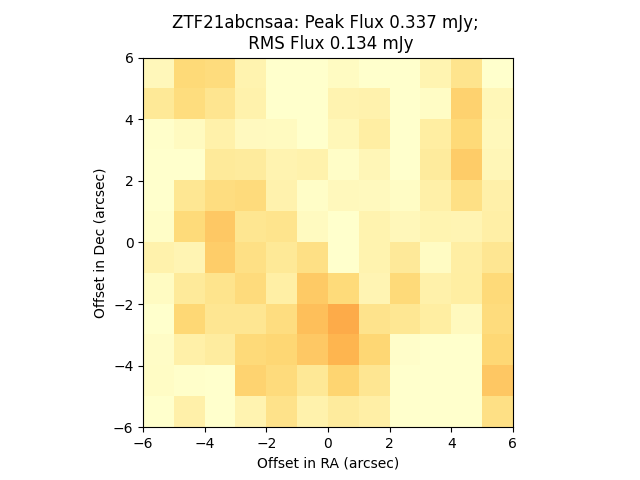 ZTF21abcnsaa: Peak Flux 0.337 mJy;
RMS Flux 0.134 mJy
6
4
2
0
−2
−4
−6
Offset in Dec (arcsec)
−6 −4 −2 0 2 4 6
Offset in RA (arcsec)